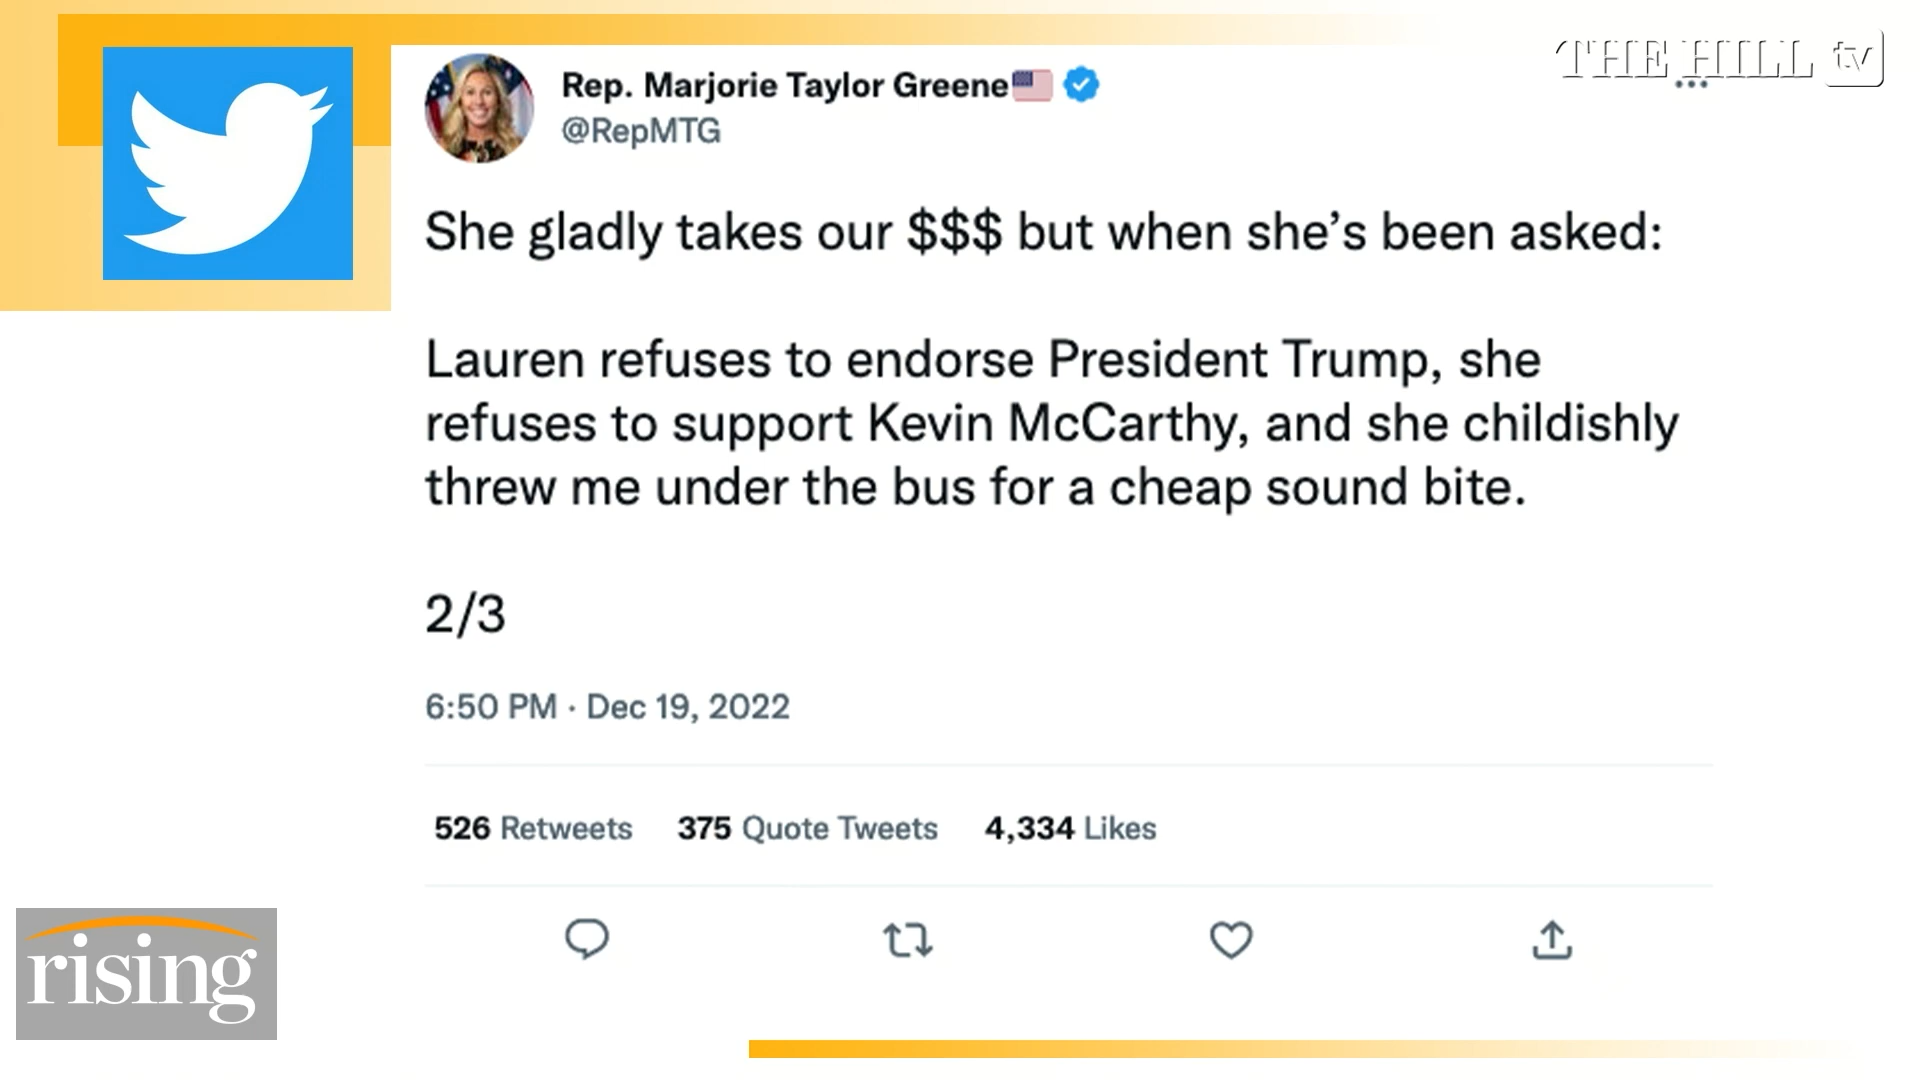 THE HILL tv
Rep. Marjorie Taylor Greene
@RepMTG
She gladly takes our $$$ but when she’s been asked:
Lauren refuses to endorse President Trump, she
refuses to support Kevin McCarthy, and she childishly
threw me under the bus for a cheap sound bite.
2/3
6:50 PM · Dec 19, 2022
526 Retweets 375 Quote Tweets 4,334 Likes
rising